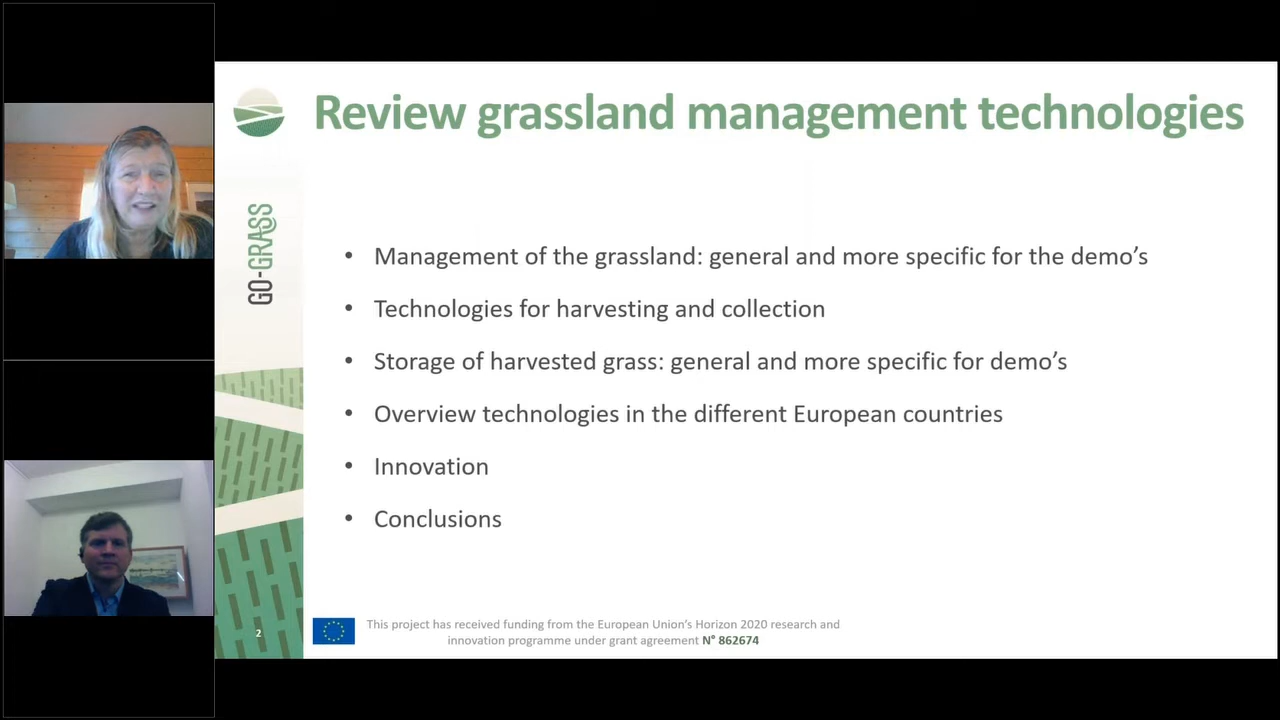 Review grassland management technologies
GO-GRASS
• Management of the grassland: general and more specific for the demo's
• Technologies for harvesting and collection
• Storage of harvested grass: general and more specific for demo's
• Overview technologies in the different European countries
• Innovation
• Conclusions
2
This project has received funding from the European Union's Horizon 2020 research and
innovation programme under grant agreement N° 862674